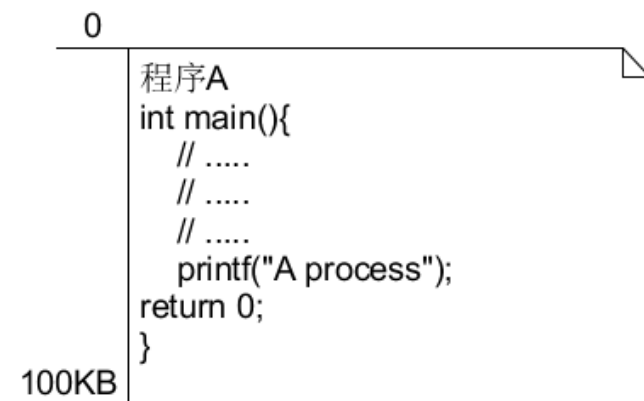 0
程序A
int main(){
// .....
// .....
// .....
printf("A process");
return 0;
}
100KB